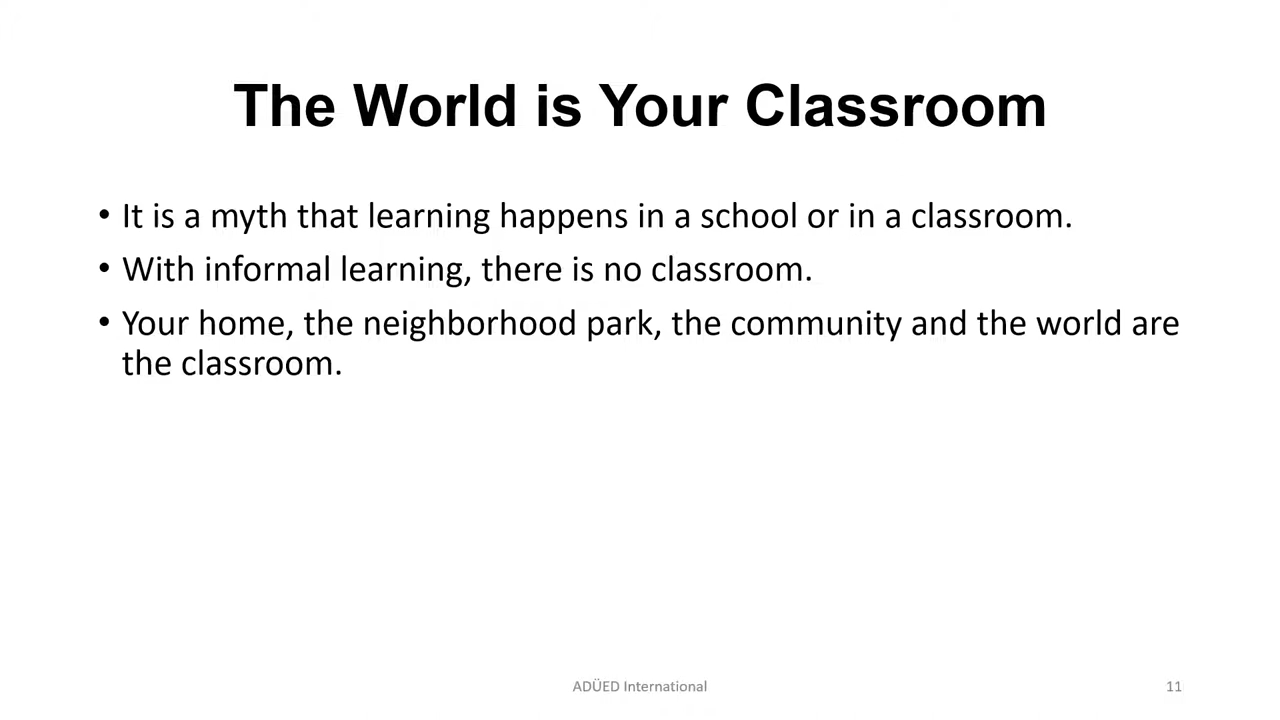 The World is Your Classroom
• It is a myth that learning happens in a school or in a classroom.
• With informal learning, there is no classroom.
• Your home, the neighborhood park, the community and the world are
the classroom.
ADÜED International
11